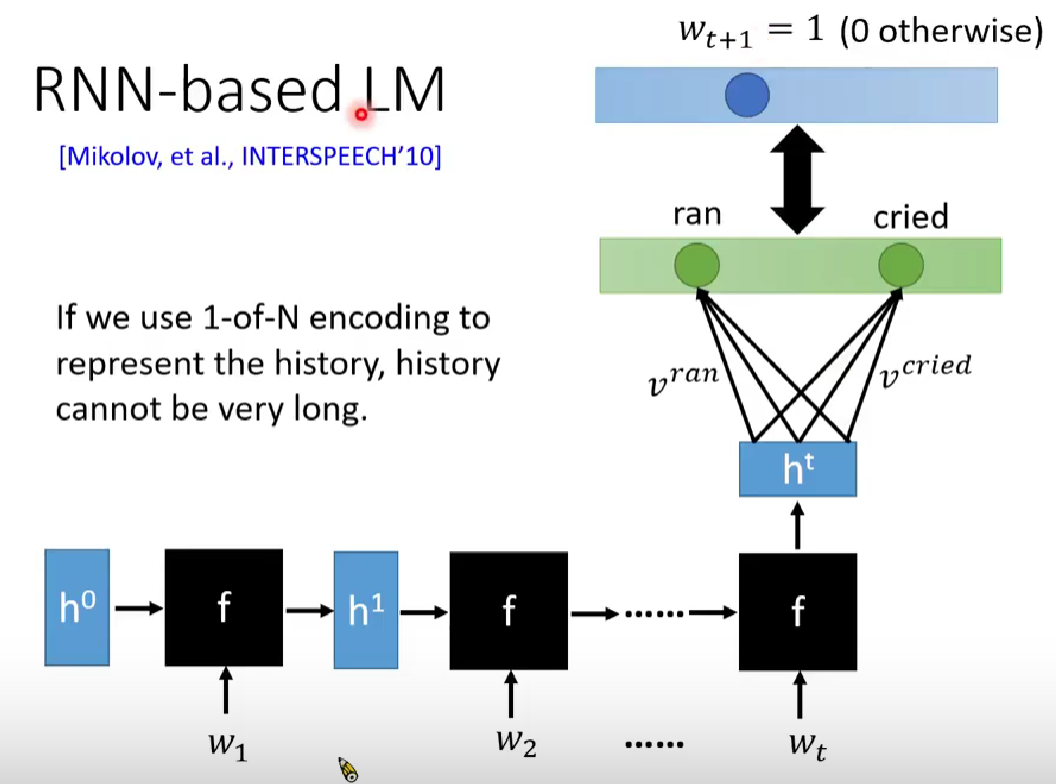 w_{t+1} = 1 (0 otherwise)
RNN-based LM
[Mikolov, et al., INTERSPEECH'10]
ran
cried
If we use 1-of-N encoding to
represent the history, history
cannot be very long.
v^{ran}
v^{cried}
h^t
h^0
f
h^1
f
......
f
w_1
w_2
......
w_t